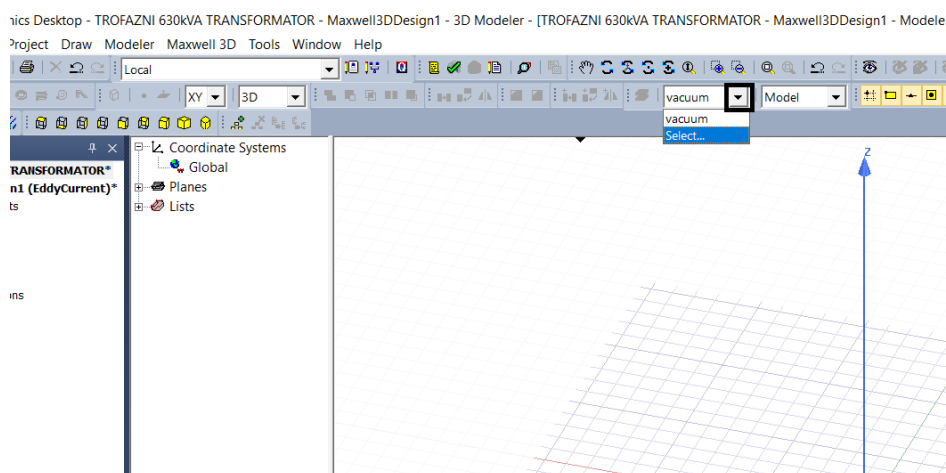 nics Desktop - TROFAZNI 630kVA TRANSFORMATOR - Maxwell3DDesign1 - 3D Modeler - [TROFAZNI 630kVA TRANSFORMATOR - Maxwell3DDesign1 - Modele
Project Draw Modeler Maxwell 3D Tools Window Help
Local
XY 3D vacuum Model
vacuum
Select...
Coordinate Systems
RANSFORMATOR*
Global
n1 (EddyCurrent)*
Planes
ts
Lists
ons
Z